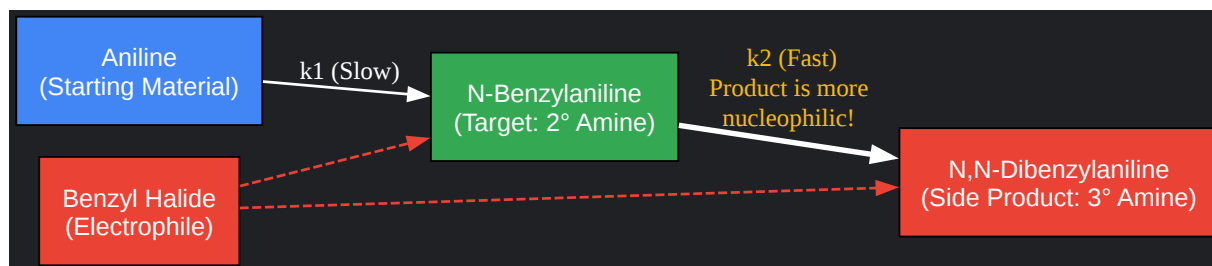 Aniline
(Starting Material)
k1 (Slow)
N-Benzylaniline
(Target: 2° Amine)
k2 (Fast)
Product is more
nucleophilic!
Benzyl Halide
(Electrophile)
N,N-Dibenzylaniline
(Side Product: 3° Amine)